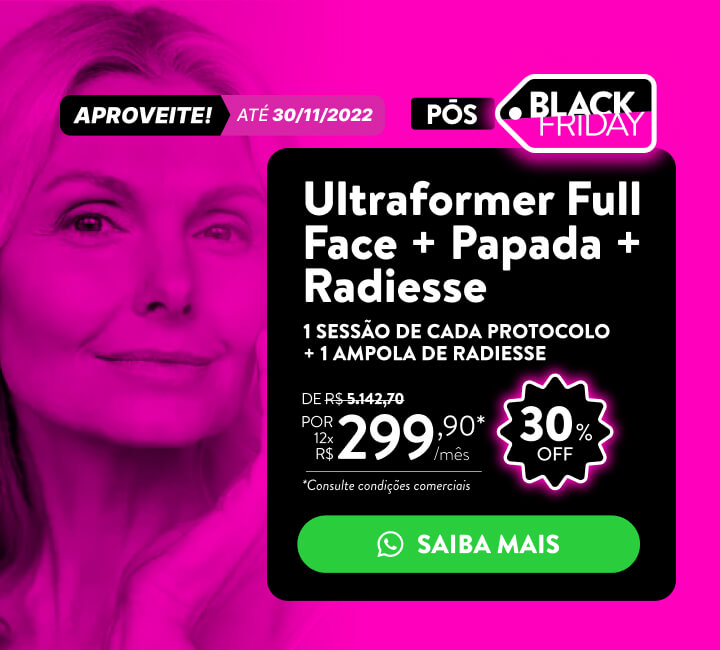 APROVEITE! ATÉ 30/11/2022
PÓS BLACK
FRIDAY
Ultraformer Full
Face + Papada +
Radiesse
1 SESSÃO DE CADA PROTOCOLO
+ 1 AMPOLA DE RADIESSE
DE R$ 5.142,70
POR 12x R$ 299,90* /mês
*Consulte condições comerciais
30%
OFF
SAIBA MAIS